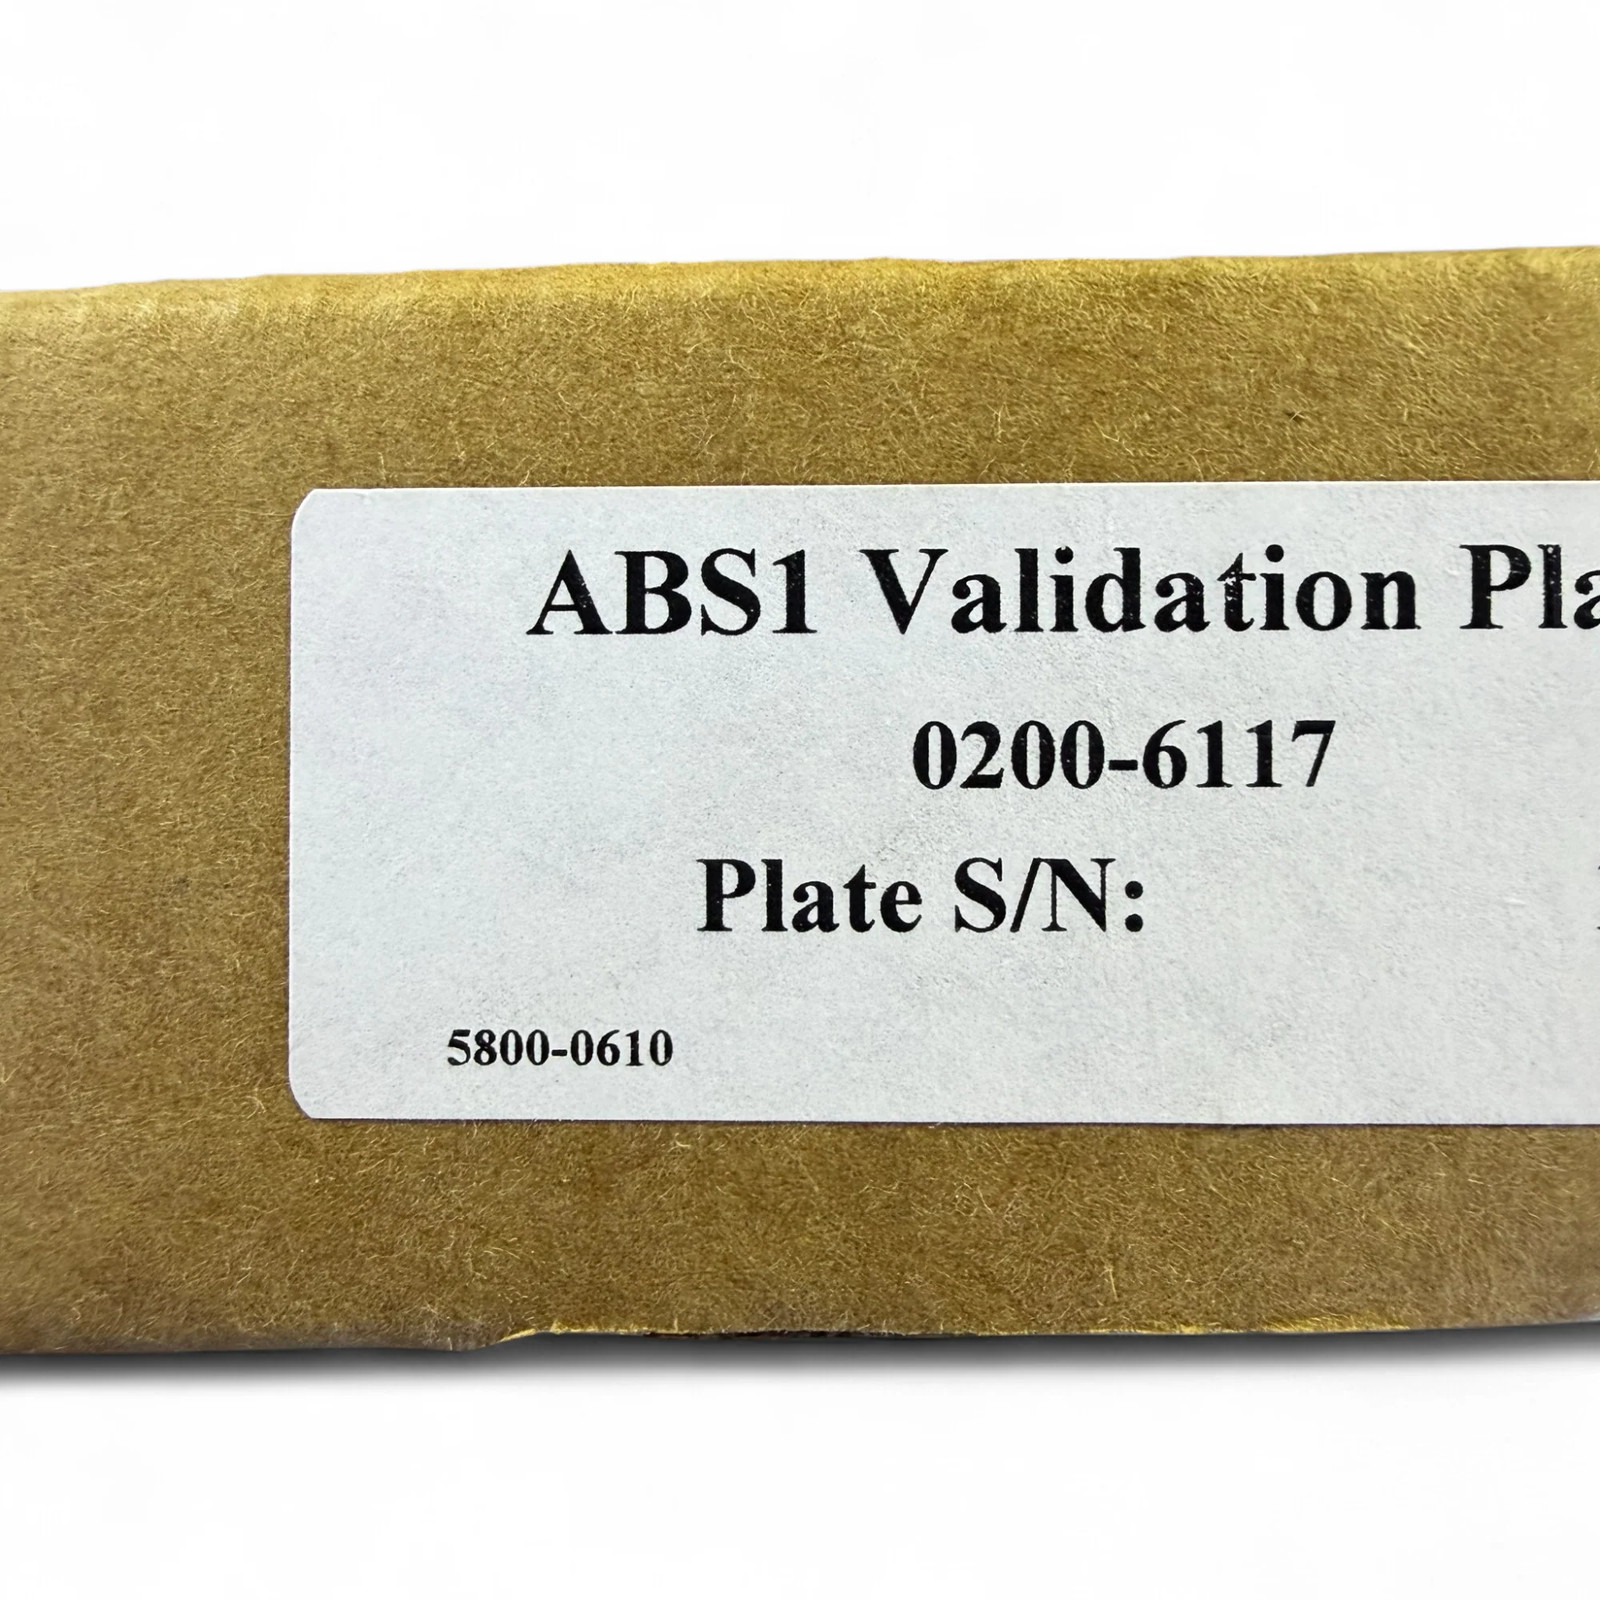 ABS1 Validation Pla
0200-6117
Plate S/N:
5800-0610